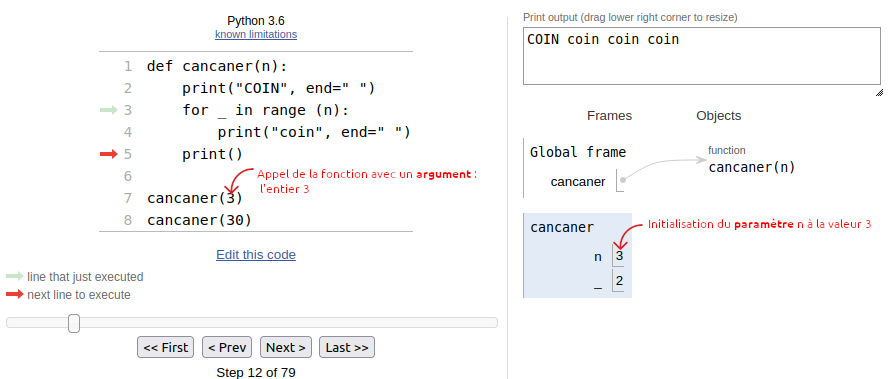 Python 3.6
known limitations
1 def cancaner(n):
2 print("COIN", end=" ")
3 for _ in range (n):
4 print("coin", end=" ")
5 print()
6
7 cancaner(3)
8 cancaner(30)
Appel de la fonction avec un argument :
l'entier 3
Edit this code
line that just executed
next line to execute
<< First
< Prev
Next >
Last >>
Step 12 of 79
Print output (drag lower right corner to resize)
COIN coin coin coin
Frames
Objects
Global frame
cancaner
function
cancaner(n)
cancaner
n 3
_ 2
Initialisation du paramètre n à la valeur 3